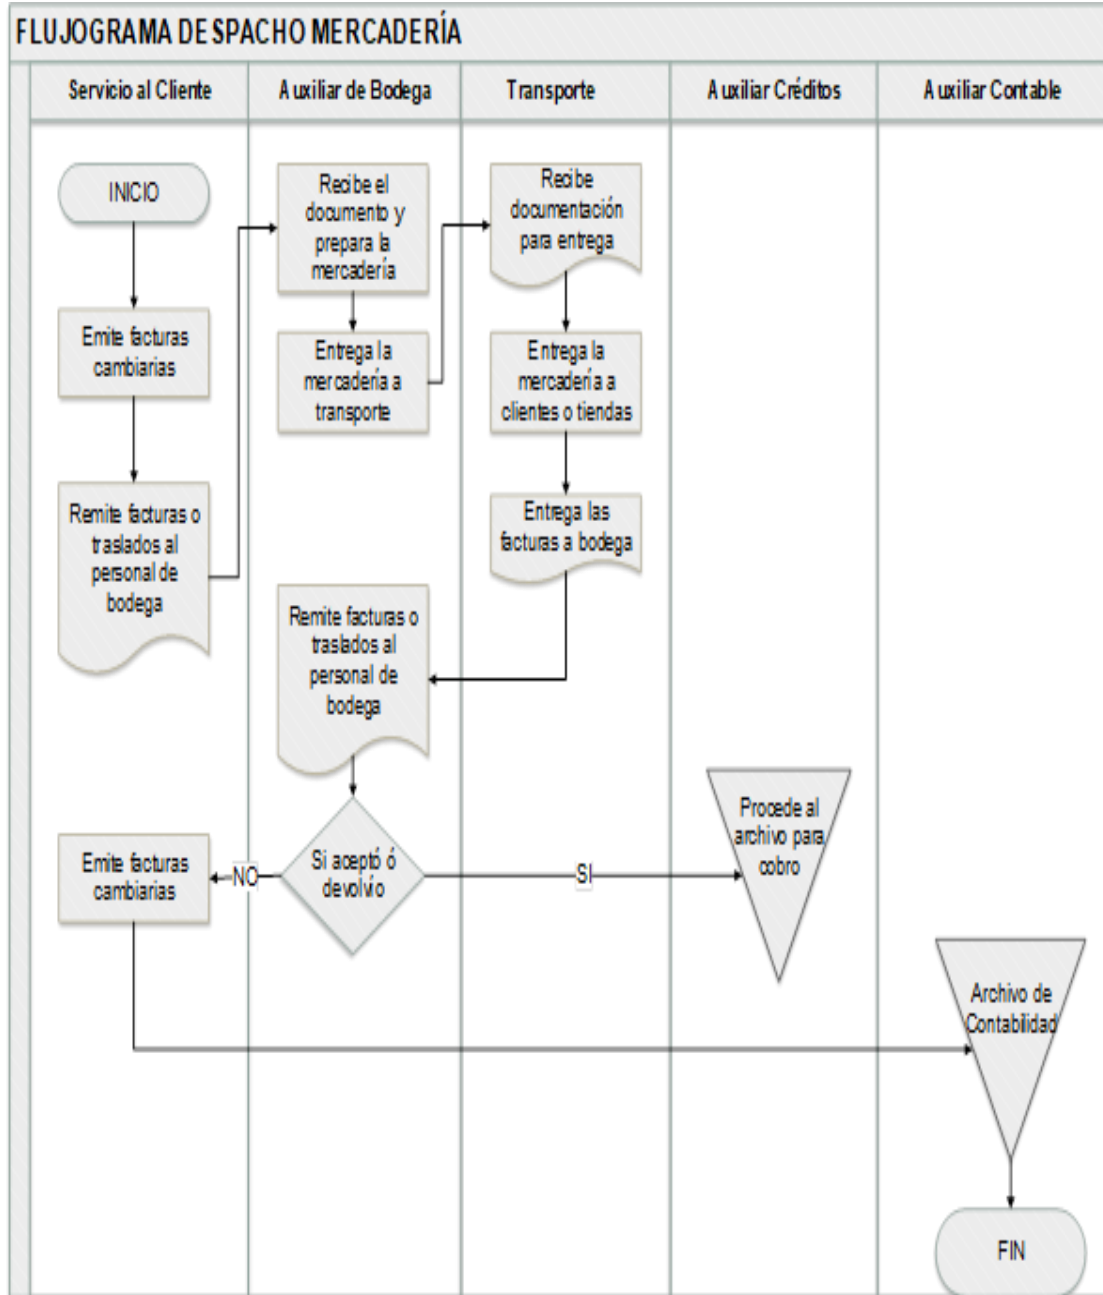 FLUJOGRAMA DESPACHO MERCADERÍA
Servicio al Cliente
Auxiliar de Bodega
Transporte
Auxiliar Créditos
Auxiliar Contable
INICIO
Emite facturas
cambiarias
Remite facturas o
traslados al
personal de
bodega
Recibe el
documento y
prepara la
mercadería
Entrega la
mercadería a
transporte
Recibe
documentación
para entrega
Entrega la
mercadería a
clientes o tiendas
Entrega las
facturas a bodega
Remite facturas o
traslados al
personal de
bodega
Si aceptó ó
devolvío
NO
SI
Emite facturas
cambiarias
Procede al
archivo para
cobro
Archivo de
Contabilidad
FIN